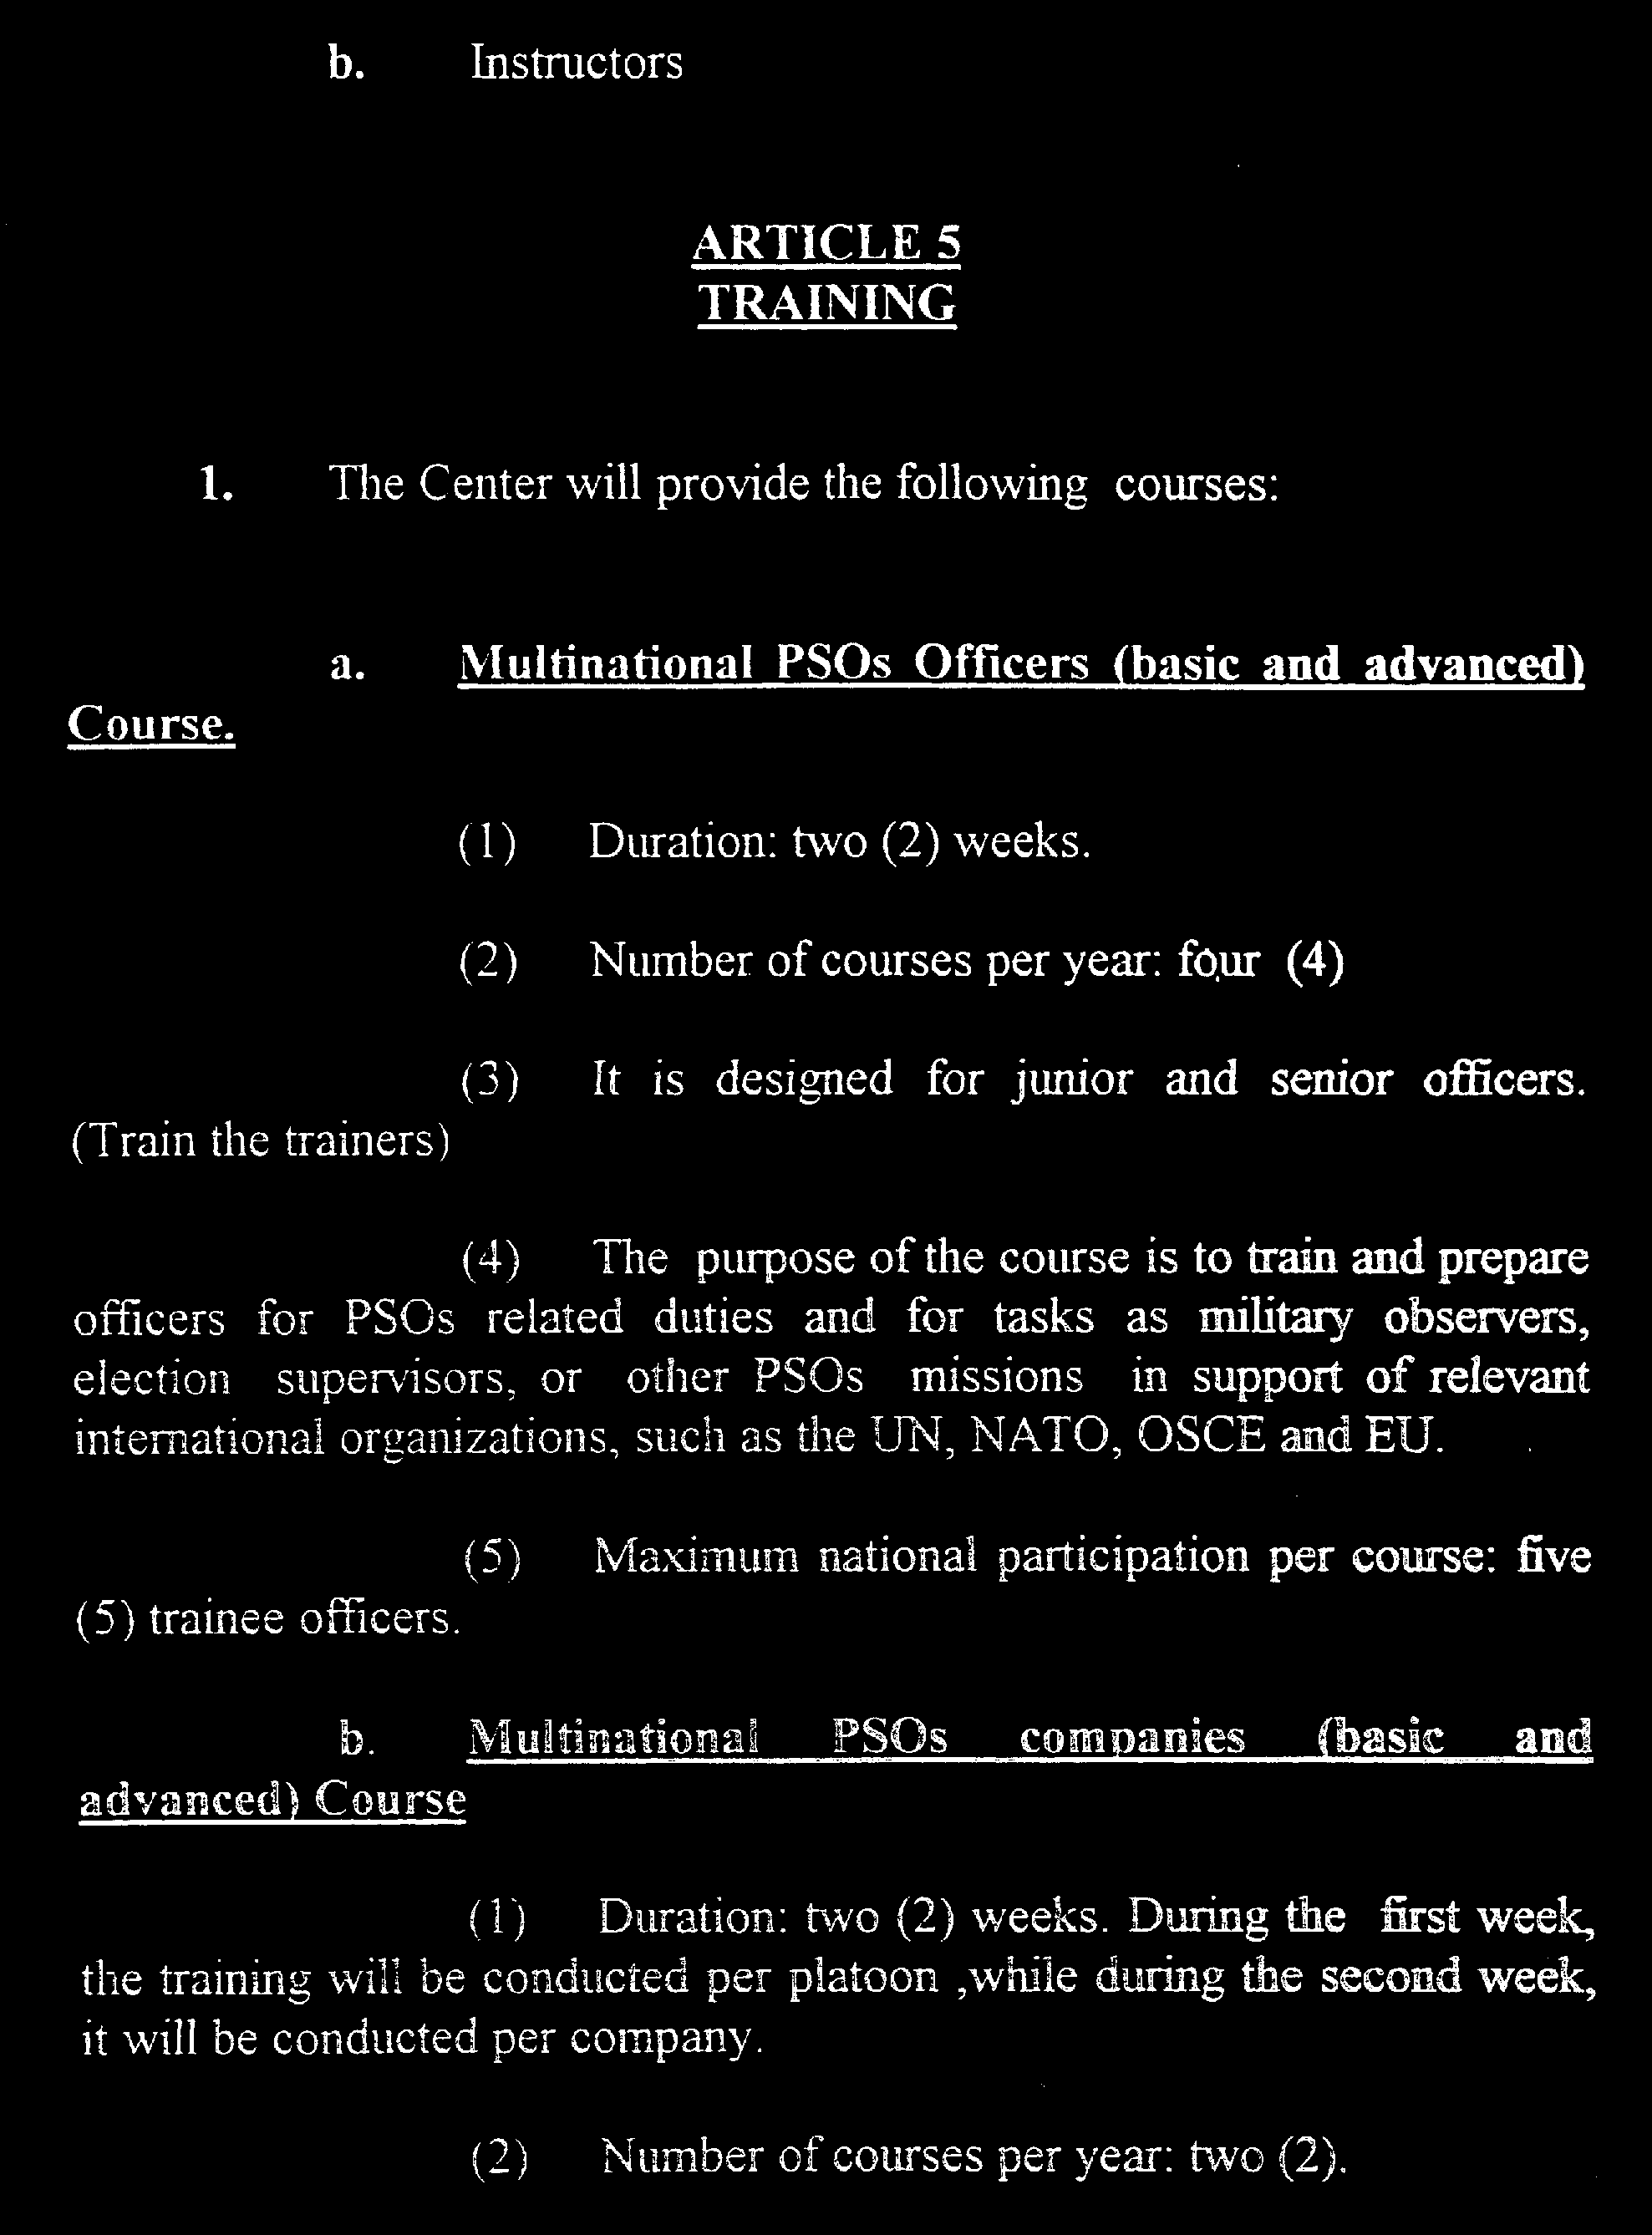 b. Instructors
ARTICLE 5
TRAINING
1. The Center will provide the following courses:
a. Multinational PSOs Officers (basic and advanced)
Course.
(1) Duration: two (2) weeks.
(2) Number of courses per year: four (4)
(3) It is designed for junior and senior officers.
(Train the trainers)
(4) The purpose of the course is to train and prepare
officers for PSOs related duties and for tasks as military observers,
election supervisors, or other PSOs missions in support of relevant
international organizations, such as the UN, NATO, OSCE and EU.
(5) Maximum national participation per course: five
(5) trainee officers.
b. Multinational PSOs companies (basic and
advanced) Course
(1) Duration: two (2) weeks. During the first week,
the training will be conducted per platoon ,while during the second week,
it will be conducted per company.
(2) Number of courses per year: two (2).